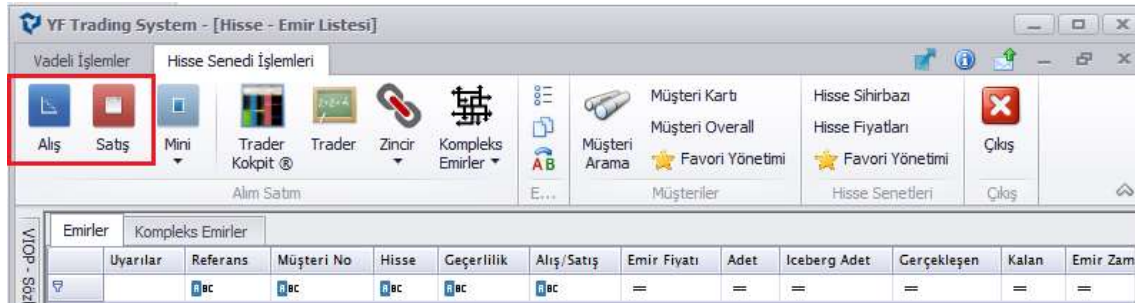 YF Trading System - [Hisse - Emir Listesi]
Vadeli İşlemler Hisse Senedi İşlemleri
Alış Satış Mini Trader Kokpit ® Trader Zincir Kompleks Emirler
AB
Müşteri Arama
Müşteri Kartı
Müşteri Overall
Favori Yönetimi
Hisse Sihirbazı
Hisse Fiyatları
Favori Yönetimi
Çıkış
Alım Satım E... Müşteriler Hisse Senetleri Çıkış
VIOP - Söz
Emirler Kompleks Emirler
Uyarılar Referans Müşteri No Hisse Geçerlilik Alış/Satış Emir Fiyatı Adet Iceberg Adet Gerçekleşen Kalan Emir Zam
= = = = = =